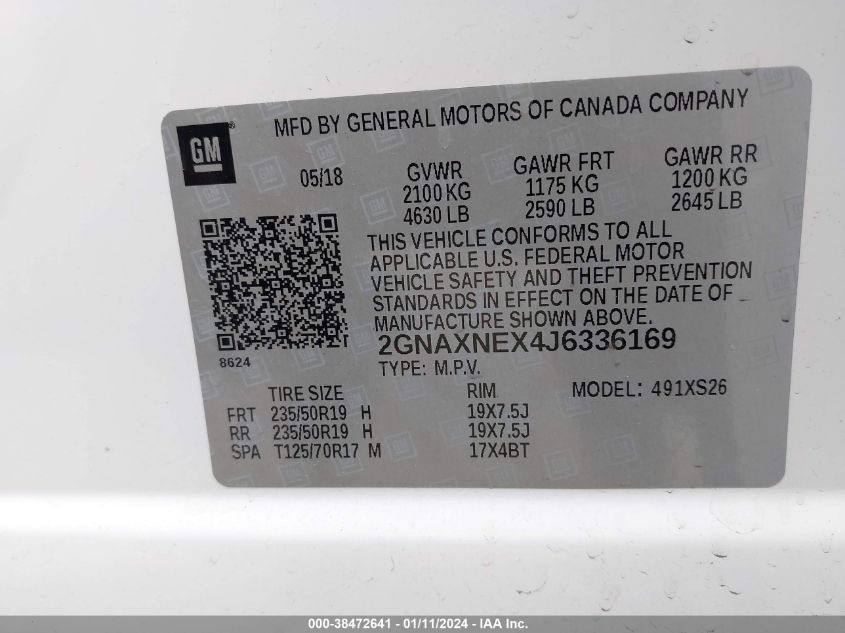 MFD BY GENERAL MOTORS OF CANADA COMPANY
GM ®
05/18
GVWR
2100 KG
4630 LB
GAWR FRT
1175 KG
2590 LB
GAWR RR
1200 KG
2645 LB
THIS VEHICLE CONFORMS TO ALL
APPLICABLE U.S. FEDERAL MOTOR
VEHICLE SAFETY AND THEFT PREVENTION
STANDARDS IN EFFECT ON THE DATE OF
MANUFACTURE SHOWN ABOVE.
8624
2GNAXNEX4J6336169
TYPE: M.P.V.
TIRE SIZE RIM MODEL: 491XS26
FRT 235/50R19 H 19X7.5J
RR 235/50R19 H 19X7.5J
SPA T125/70R17 M 17X4BT
000-38472641 - 01/11/2024 - IAA Inc.